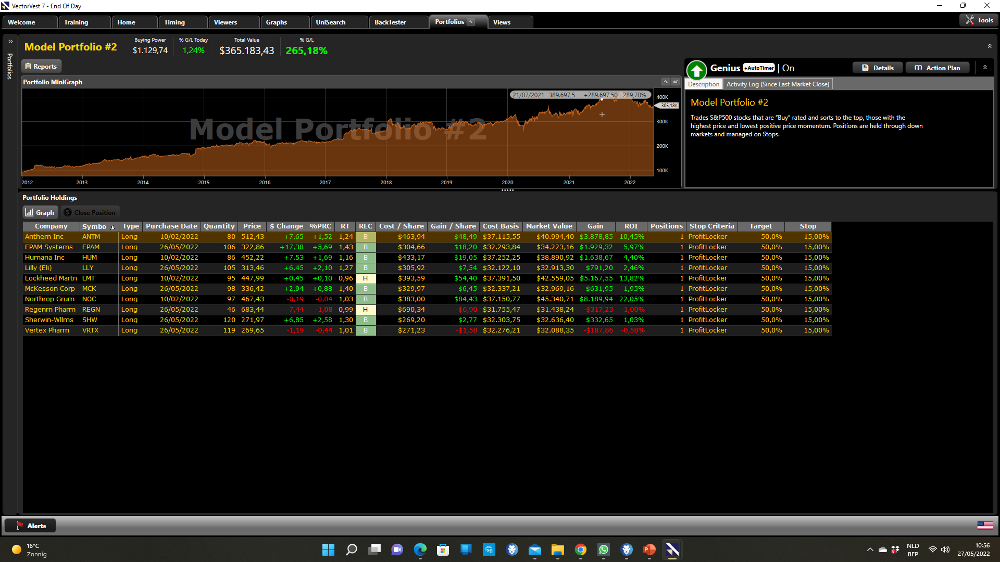 VectorVest 7 - End Of Day
Welcome Training Home Timing Viewers Graphs UniSearch BackTester Portfolios Views Tools
Portfolios
Model Portfolio #2
Buying Power % G/L Today Total Value % G/L
$1.129,74 1,24% $365.183,43 265,18%
Reports
Genius +AutoTimer | On Details Action Plan
Portfolio MiniGraph
Description Activity Log (Since Last Market Close)
21/07/2021 389.697,5 +289.697,50 289,70%
400K
365,18K
300K
200K
100K
Model Portfolio #2
2012 2013 2014 2015 2016 2017 2018 2019 2020 2021 2022
Model Portfolio #2
Trades S&P500 stocks that are “Buy” rated and sorts to the top, those with the
highest price and lowest positive price momentum. Positions are held through down
markets and managed on Stops.
Portfolio Holdings
Graph Close Position
Company Symbo Type Purchase Date Quantity Price $ Change %PRC RT REC Cost / Share Gain / Share Cost Basis Market Value Gain ROI Positions Stop Criteria Target Stop
Anthem Inc ANTM Long 10/02/2022 80 512,43 +7,65 +1,52 1,24 B $463,94 $48,49 $37.115,55 $40.994,40 $3.878,85 10,45% 1 ProfitLocker 50,0% 15,00%
EPAM Systems EPAM Long 26/05/2022 106 322,86 +17,38 +5,69 1,43 B $304,66 $18,20 $32.293,84 $34.223,16 $1.929,32 5,97% 1 ProfitLocker 50,0% 15,00%
Humana Inc HUM Long 10/02/2022 86 452,22 +7,53 +1,69 1,16 B $433,17 $19,05 $37.252,25 $38.890,92 $1.638,67 4,40% 1 ProfitLocker 50,0% 15,00%
Lilly (Eli) LLY Long 26/05/2022 105 313,46 +6,45 +2,10 1,27 B $305,92 $7,54 $32.122,10 $32.913,30 $791,20 2,46% 1 ProfitLocker 50,0% 15,00%
Lockheed Martn LMT Long 10/02/2022 95 447,99 +0,45 +0,10 0,96 H $393,59 $54,40 $37.391,50 $42.559,05 $5.167,55 13,82% 1 ProfitLocker 50,0% 15,00%
McKesson Corp MCK Long 26/05/2022 98 336,42 +2,94 +0,88 1,40 B $329,97 $6,45 $32.337,21 $32.969,16 $631,95 1,95% 1 ProfitLocker 50,0% 15,00%
Northrop Grum NOC Long 10/02/2022 97 467,43 -0,19 -0,04 1,03 B $383,00 $84,43 $37.150,77 $45.340,71 $8.189,94 22,05% 1 ProfitLocker 50,0% 15,00%
Regenrn Pharm REGN Long 26/05/2022 46 683,44 -7,44 -1,08 0,99 H $690,34 -$6,90 $31.755,47 $31.438,24 -$317,23 -1,00% 1 ProfitLocker 50,0% 15,00%
Sherwin-Wllms SHW Long 26/05/2022 120 271,97 +6,85 +2,58 1,30 B $269,20 $2,77 $32.303,75 $32.636,40 $332,65 1,03% 1 ProfitLocker 50,0% 15,00%
Vertex Pharm VRTX Long 26/05/2022 119 269,65 -1,19 -0,44 1,01 B $271,23 -$1,58 $32.276,21 $32.088,35 -$187,86 -0,58% 1 ProfitLocker 50,0% 15,00%
Alerts
16°C
Zonnig
NLD
BEP
10:56
27/05/2022